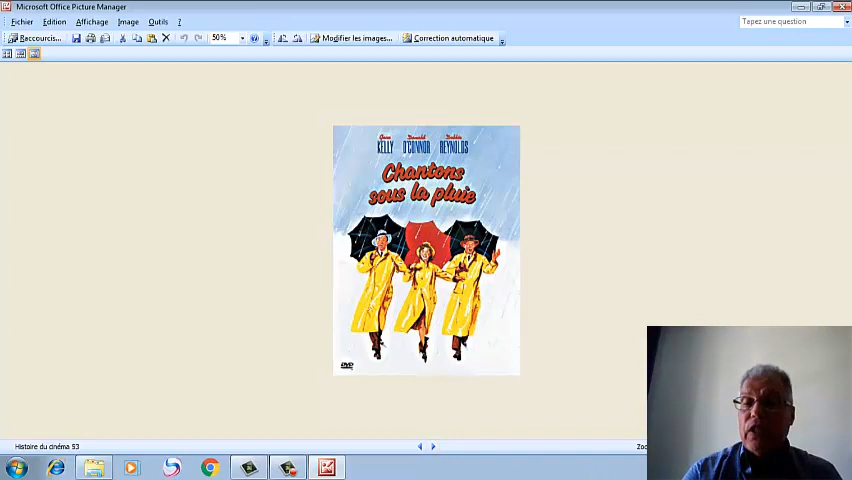 Microsoft Office Picture Manager
Fichier Edition Affichage Image Outils ?
Tapez une question
Raccourcis... 50% Modifier les images... Correction automatique
Gene Donald Debbie
KELLY O'CONNOR REYNOLDS
Chantons
sous la pluie
DVD
Histoire du cinéma 53